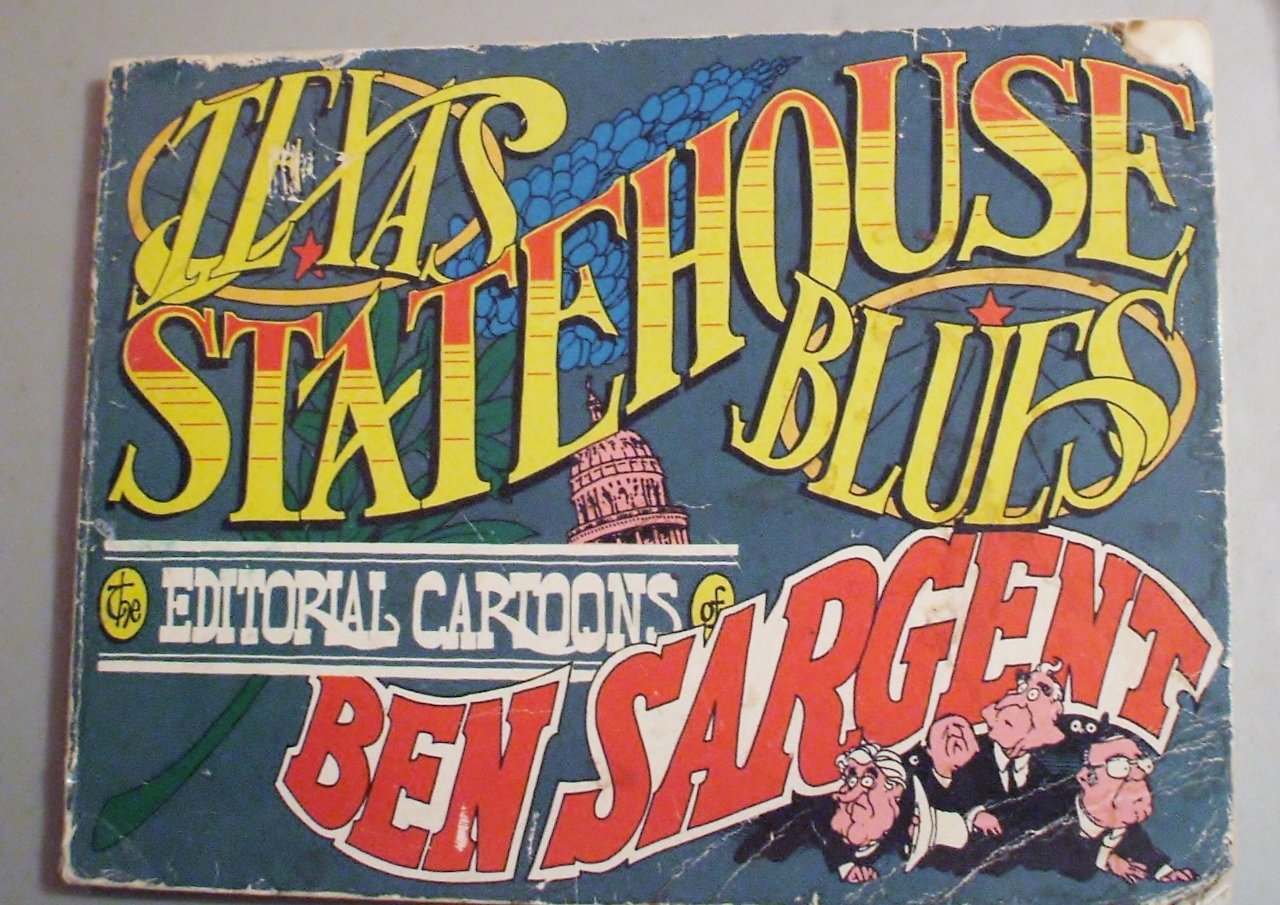 TEXAS
STATEHOUSE
BLUES
the EDITORIAL CARTOONS of
BEN SARGENT